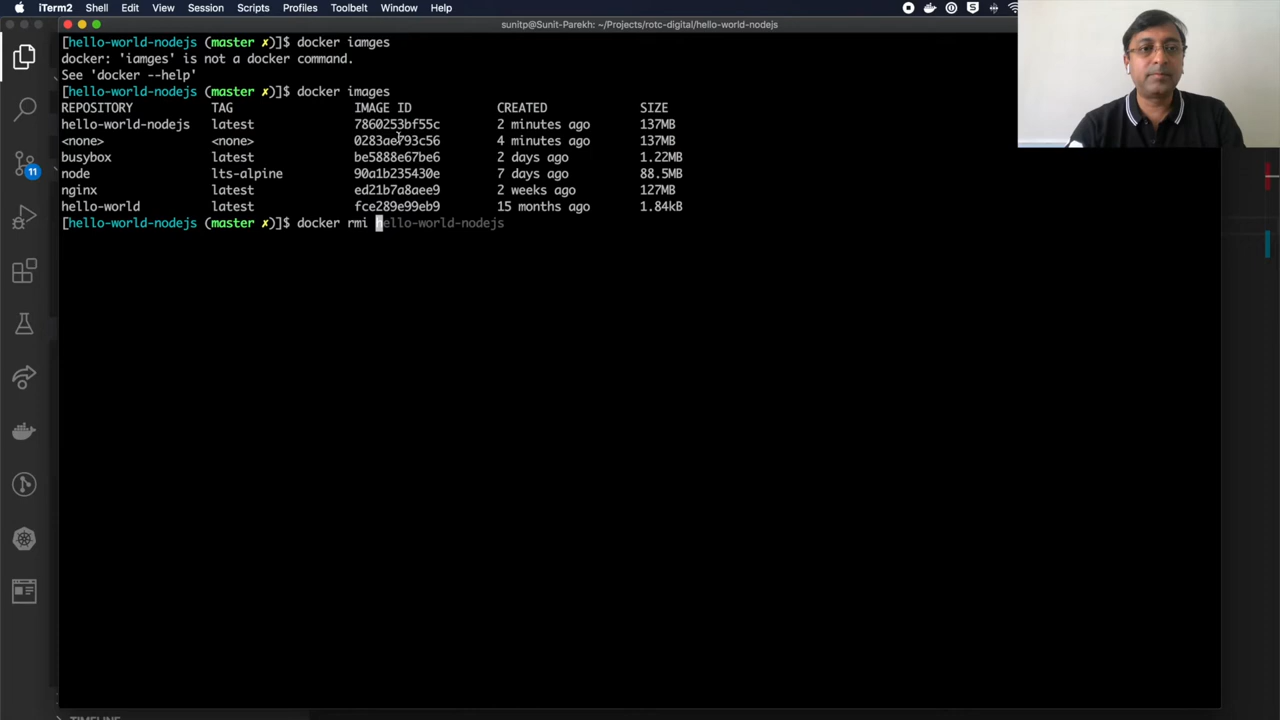 iTerm2 Shell Edit View Session Scripts Profiles Toolbelt Window Help
sunitp@Sunit-Parekh: ~/Projects/rotc-digital/hello-world-nodejs
[hello-world-nodejs (master ✗)]$ docker iamges
docker: 'iamges' is not a docker command.
See 'docker --help'
[hello-world-nodejs (master ✗)]$ docker images
REPOSITORY TAG IMAGE ID CREATED SIZE
hello-world-nodejs latest 7860253bf55c 2 minutes ago 137MB
<none> <none> 0283ae793c56 4 minutes ago 137MB
busybox latest be5888e67be6 2 days ago 1.22MB
node lts-alpine 90a1b235430e 7 days ago 88.5MB
nginx latest ed21b7a8aee9 2 weeks ago 127MB
hello-world latest fce289e99eb9 15 months ago 1.84kB
[hello-world-nodejs (master ✗)]$ docker rmi hello-world-nodejs
11
TIMELINE